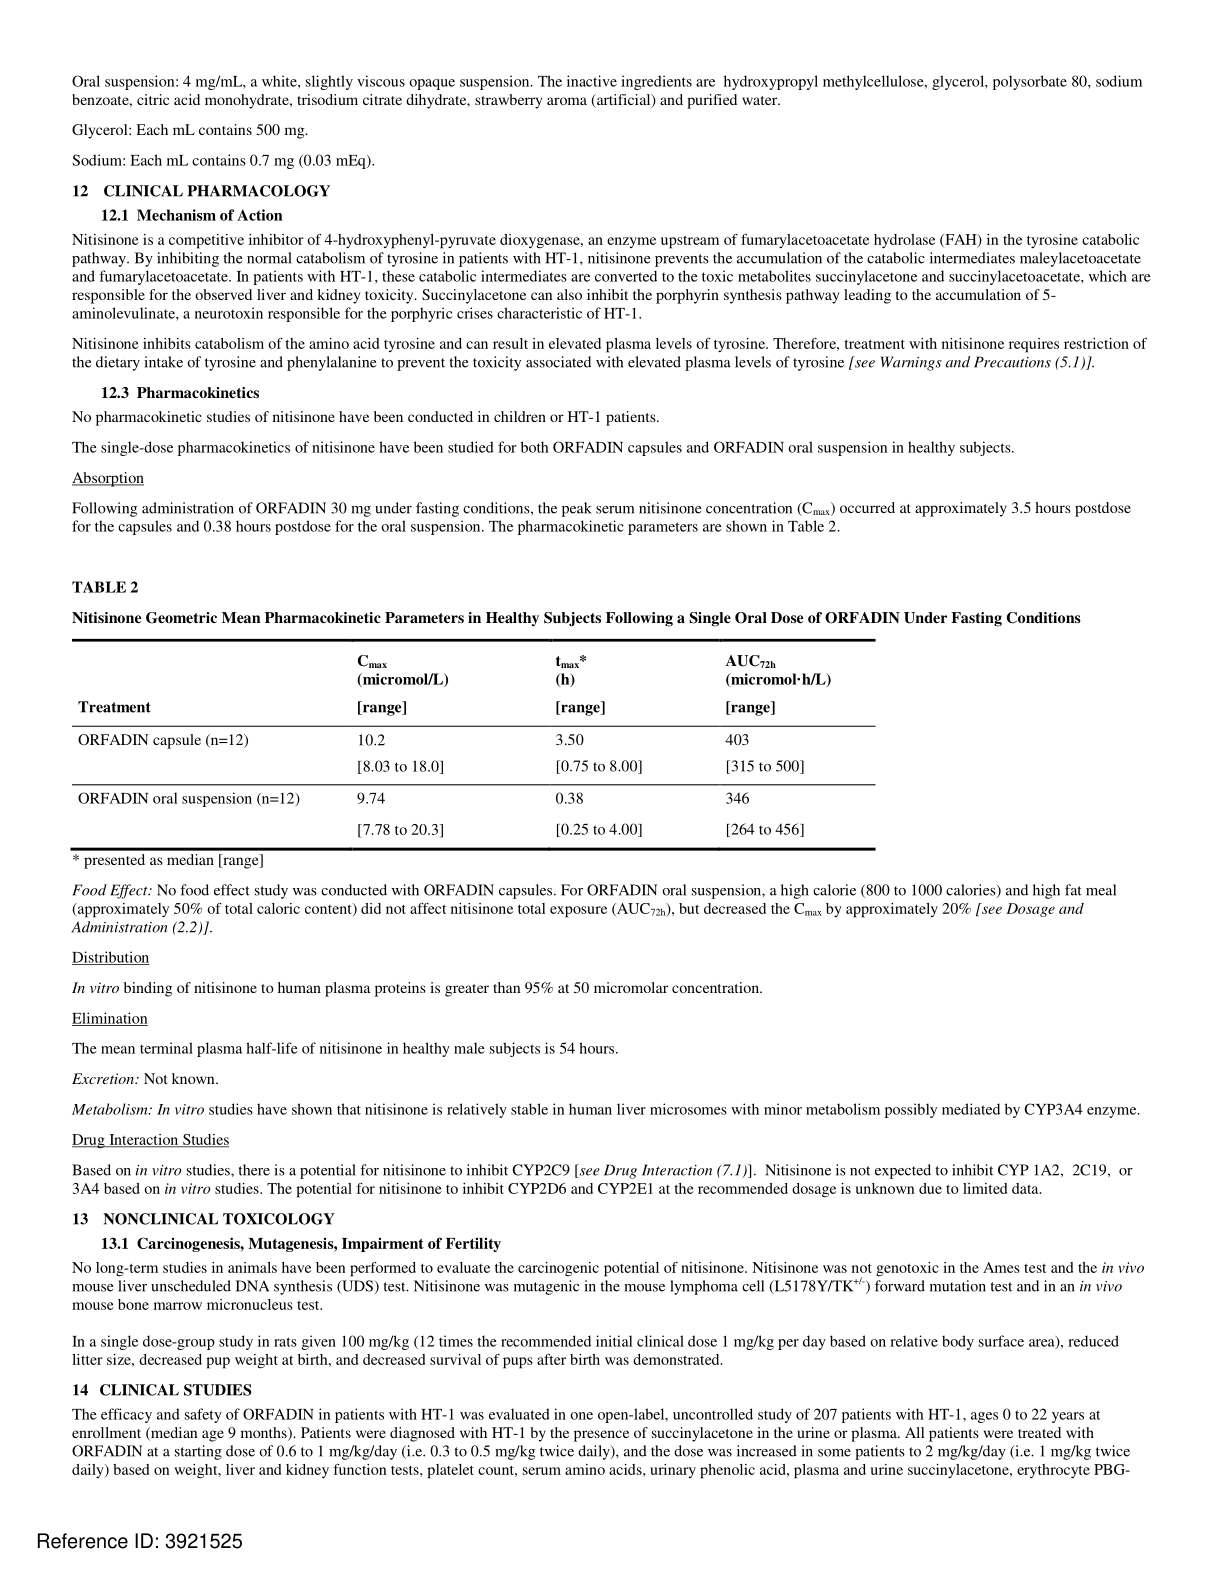 Oral suspension: 4 mg/mL, a white, slightly viscous opaque suspension. The inactive ingredients are  hydroxypropyl methylcellulose, glycerol, polysorbate 80, sodium
benzoate, citric acid monohydrate, trisodium citrate dihydrate, strawberry aroma (artificial) and purified water.
Glycerol: Each mL contains 500 mg.
Sodium: Each mL contains 0.7 mg (0.03 mEq).
12 CLINICAL PHARMACOLOGY
12.1 Mechanism of Action
Nitisinone is a competitive inhibitor of 4-hydroxyphenyl-pyruvate dioxygenase, an enzyme upstream of fumarylacetoacetate hydrolase (FAH) in the tyrosine catabolic
pathway. By inhibiting the normal catabolism of tyrosine in patients with HT-1, nitisinone prevents the accumulation of the catabolic intermediates maleylacetoacetate
and fumarylacetoacetate. In patients with HT-1, these catabolic intermediates are converted to the toxic metabolites succinylacetone and succinylacetoacetate, which are
responsible for the observed liver and kidney toxicity. Succinylacetone can also inhibit the porphyrin synthesis pathway leading to the accumulation of 5-
aminolevulinate, a neurotoxin responsible for the porphyric crises characteristic of HT-1.
Nitisinone inhibits catabolism of the amino acid tyrosine and can result in elevated plasma levels of tyrosine. Therefore, treatment with nitisinone requires restriction of
the dietary intake of tyrosine and phenylalanine to prevent the toxicity associated with elevated plasma levels of tyrosine [see Warnings and Precautions (5.1)].
12.3 Pharmacokinetics
No pharmacokinetic studies of nitisinone have been conducted in children or HT-1 patients.
The single-dose pharmacokinetics of nitisinone have been studied for both ORFADIN capsules and ORFADIN oral suspension in healthy subjects.
Absorption
Following administration of ORFADIN 30 mg under fasting conditions, the peak serum nitisinone concentration (Cmax) occurred at approximately 3.5 hours postdose
for the capsules and 0.38 hours postdose for the oral suspension. The pharmacokinetic parameters are shown in Table 2.
TABLE 2
Nitisinone Geometric Mean Pharmacokinetic Parameters in Healthy Subjects Following a Single Oral Dose of ORFADIN Under Fasting Conditions
Cmax tmax* AUC72h
(micromol/L) (h) (micromol·h/L)
Treatment [range] [range] [range]
ORFADIN capsule (n=12) 10.2 3.50 403
[8.03 to 18.0] [0.75 to 8.00] [315 to 500]
ORFADIN oral suspension (n=12) 9.74 0.38 346
[7.78 to 20.3] [0.25 to 4.00] [264 to 456]
* presented as median [range]
Food Effect: No food effect study was conducted with ORFADIN capsules. For ORFADIN oral suspension, a high calorie (800 to 1000 calories) and high fat meal
(approximately 50% of total caloric content) did not affect nitisinone total exposure (AUC72h), but decreased the Cmax by approximately 20% [see Dosage and
Administration (2.2)].
Distribution
In vitro binding of nitisinone to human plasma proteins is greater than 95% at 50 micromolar concentration.
Elimination
The mean terminal plasma half-life of nitisinone in healthy male subjects is 54 hours.
Excretion: Not known.
Metabolism: In vitro studies have shown that nitisinone is relatively stable in human liver microsomes with minor metabolism possibly mediated by CYP3A4 enzyme.
Drug Interaction Studies
Based on in vitro studies, there is a potential for nitisinone to inhibit CYP2C9 [see Drug Interaction (7.1)].  Nitisinone is not expected to inhibit CYP 1A2,  2C19,  or
3A4 based on in vitro studies. The potential for nitisinone to inhibit CYP2D6 and CYP2E1 at the recommended dosage is unknown due to limited data.
13 NONCLINICAL TOXICOLOGY
13.1 Carcinogenesis, Mutagenesis, Impairment of Fertility
No long-term studies in animals have been performed to evaluate the carcinogenic potential of nitisinone. Nitisinone was not genotoxic in the Ames test and the in vivo
mouse liver unscheduled DNA synthesis (UDS) test. Nitisinone was mutagenic in the mouse lymphoma cell (L5178Y/TK+/-) forward mutation test and in an in vivo
mouse bone marrow micronucleus test.
In a single dose-group study in rats given 100 mg/kg (12 times the recommended initial clinical dose 1 mg/kg per day based on relative body surface area), reduced
litter size, decreased pup weight at birth, and decreased survival of pups after birth was demonstrated.
14 CLINICAL STUDIES
The efficacy and safety of ORFADIN in patients with HT-1 was evaluated in one open-label, uncontrolled study of 207 patients with HT-1, ages 0 to 22 years at
enrollment (median age 9 months). Patients were diagnosed with HT-1 by the presence of succinylacetone in the urine or plasma. All patients were treated with
ORFADIN at a starting dose of 0.6 to 1 mg/kg/day (i.e. 0.3 to 0.5 mg/kg twice daily), and the dose was increased in some patients to 2 mg/kg/day (i.e. 1 mg/kg twice
daily) based on weight, liver and kidney function tests, platelet count, serum amino acids, urinary phenolic acid, plasma and urine succinylacetone, erythrocyte PBG-
Reference ID: 3921525